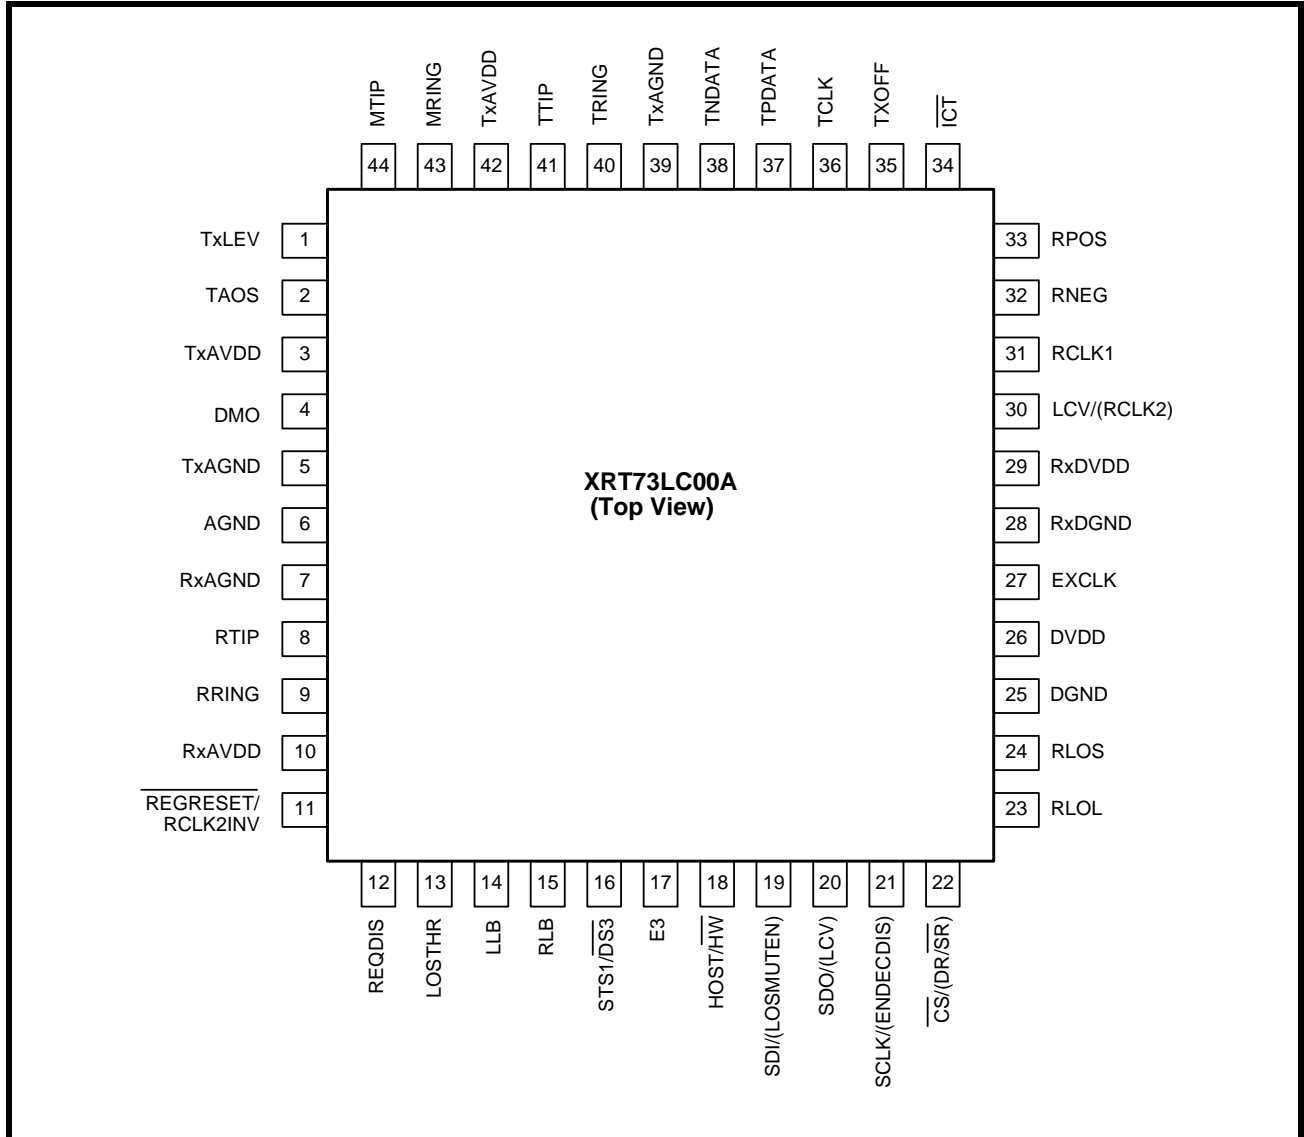 MTIP
MRING
TxAVDD
TTIP
TRING
TxAGND
TNDATA
TPDATA
TCLK
TXOFF
ICT
44
43
42
41
40
39
38
37
36
35
34
TxLEV 1
TAOS 2
TxAVDD 3
DMO 4
TxAGND 5
AGND 6
RxAGND 7
RTIP 8
RRING 9
RxAVDD 10
REGRESET/
RCLK2INV 11
XRT73LC00A
(Top View)
33 RPOS
32 RNEG
31 RCLK1
30 LCV/(RCLK2)
29 RxDVDD
28 RxDGND
27 EXCLK
26 DVDD
25 DGND
24 RLOS
23 RLOL
12
13
14
15
16
17
18
19
20
21
22
REQDIS
LOSTHR
LLB
RLB
STS1/DS3
E3
HOST/HW
SDI/(LOSMUTEN)
SDO/(LCV)
SCLK/(ENDECDIS)
CS/(DR/SR)